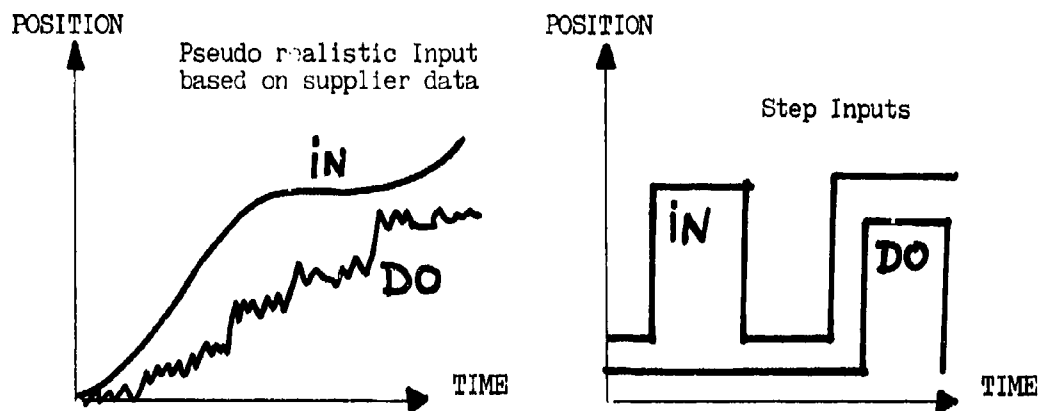 POSITION
Pseudo realistic Input
based on supplier data
iN
DO
TIME
POSITION
Step Inputs
iN
DO
TIME